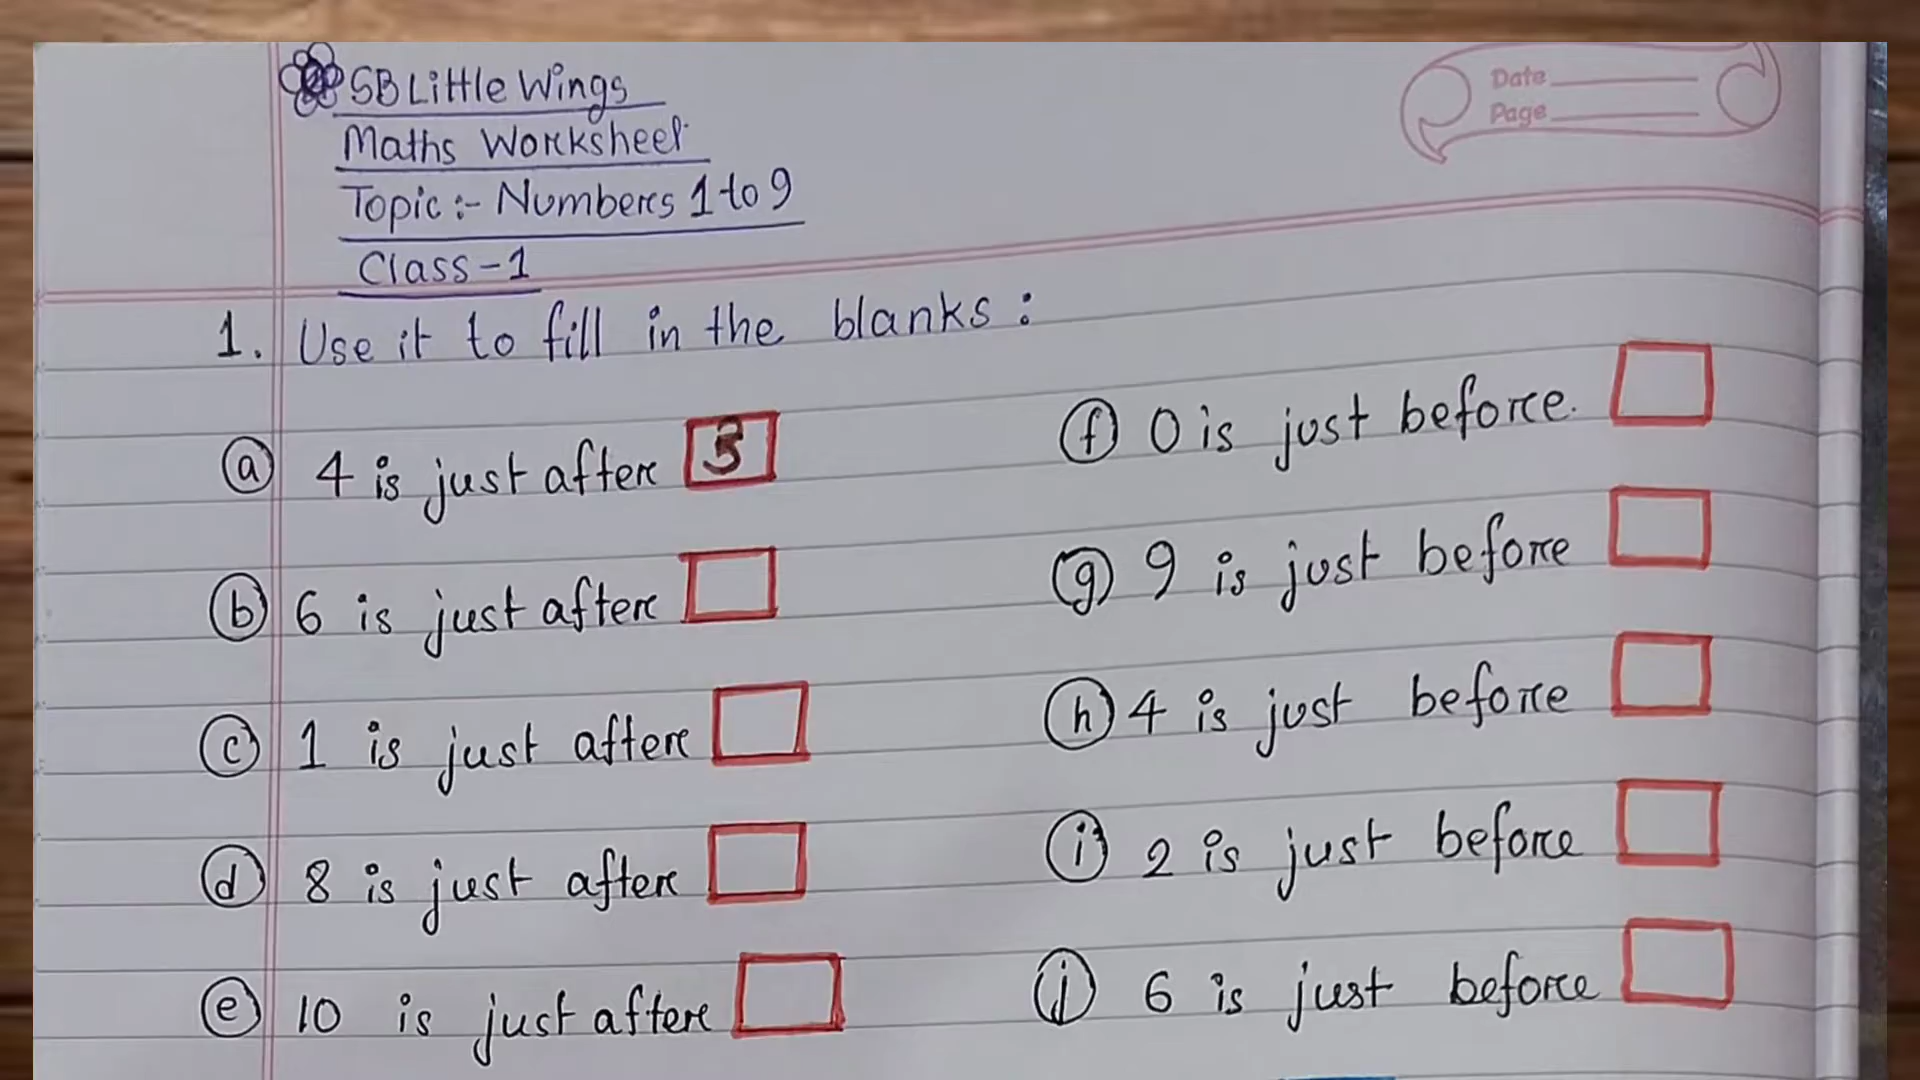 SB Little Wings
Maths Worksheet
Topic:- Numbers 1 to 9
Class-1
Date
Page
1. Use it to fill in the blanks:
(a) 4 is just after 3
(b) 6 is just after
(c) 1 is just after
(d) 8 is just after
(e) 10 is just after
(f) 0 is just before.
(g) 9 is just before
(h) 4 is just before
(i) 2 is just before
(j) 6 is just before